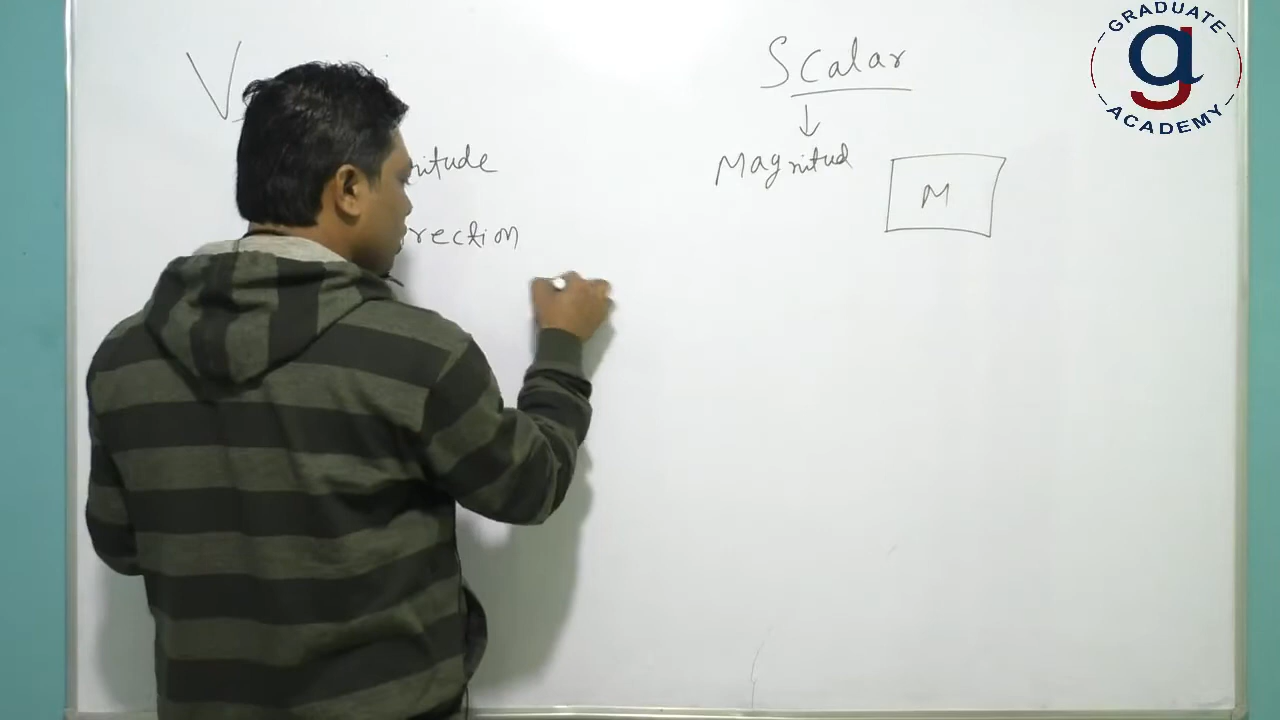 Scalar
nitude
Magnitud
M
rection
GRADUATE
a
ACADEMY